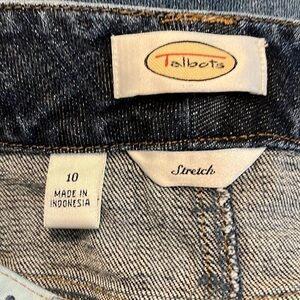 Talbots
10
MADE IN
INDONESIA
Stretch